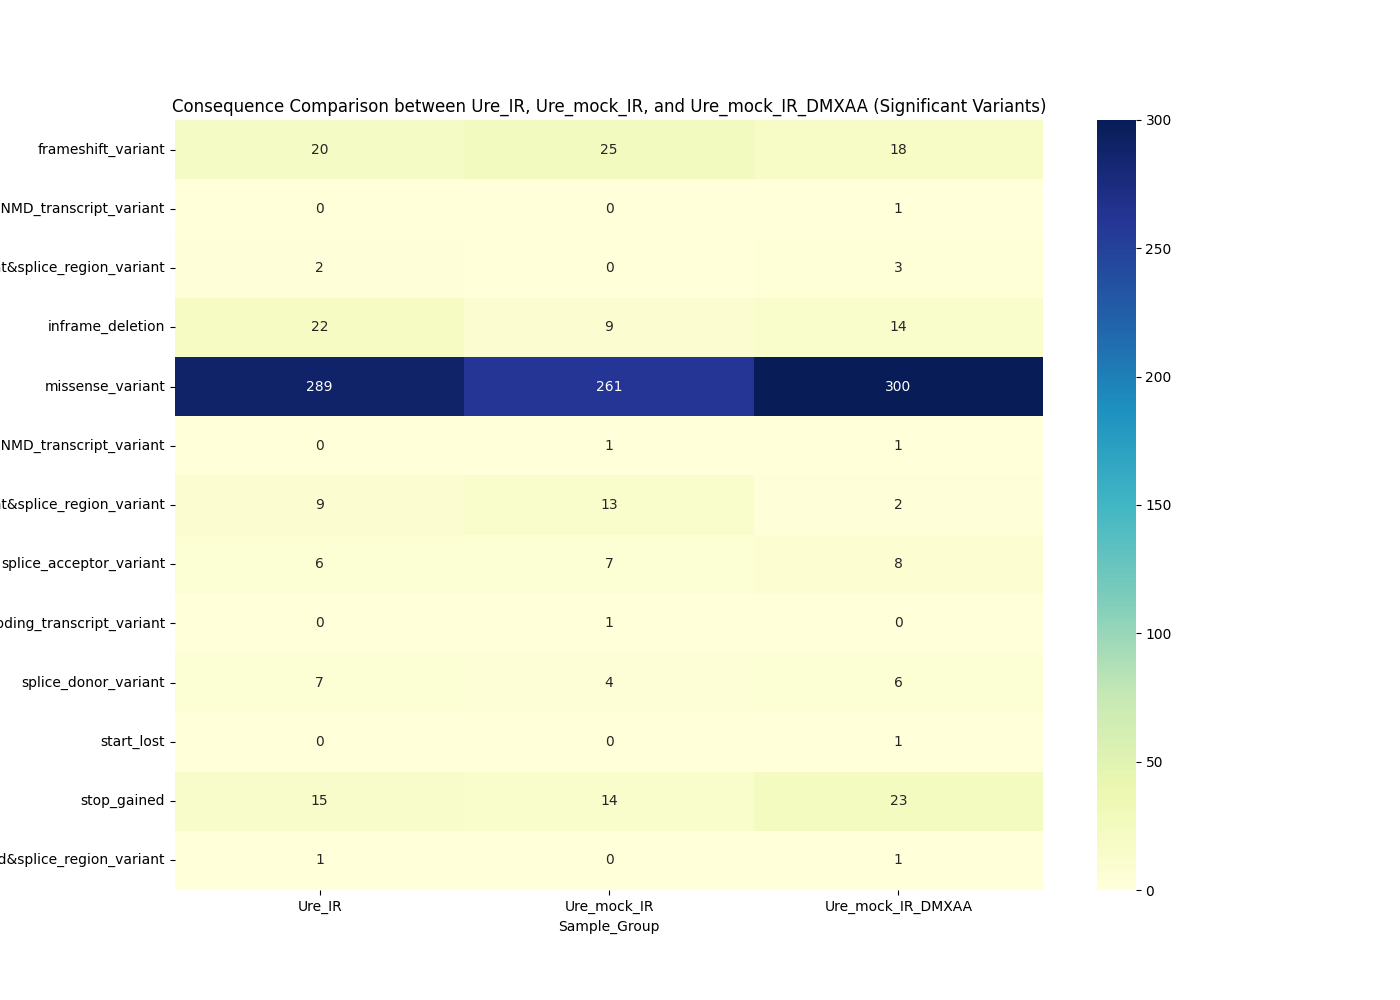 Consequence Comparison between Ure_IR, Ure_mock_IR, and Ure_mock_IR_DMXAA (Significant Variants)
frameshift_variant 20 25 18
NMD_transcript_variant 0 0 1
t&splice_region_variant 2 0 3
inframe_deletion 22 9 14
missense_variant 289 261 300
NMD_transcript_variant 0 1 1
t&splice_region_variant 9 13 2
splice_acceptor_variant 6 7 8
oding_transcript_variant 0 1 0
splice_donor_variant 7 4 6
start_lost 0 0 1
stop_gained 15 14 23
d&splice_region_variant 1 0 1
Ure_IR Ure_mock_IR Ure_mock_IR_DMXAA
Sample_Group
300
250
200
150
100
50
0